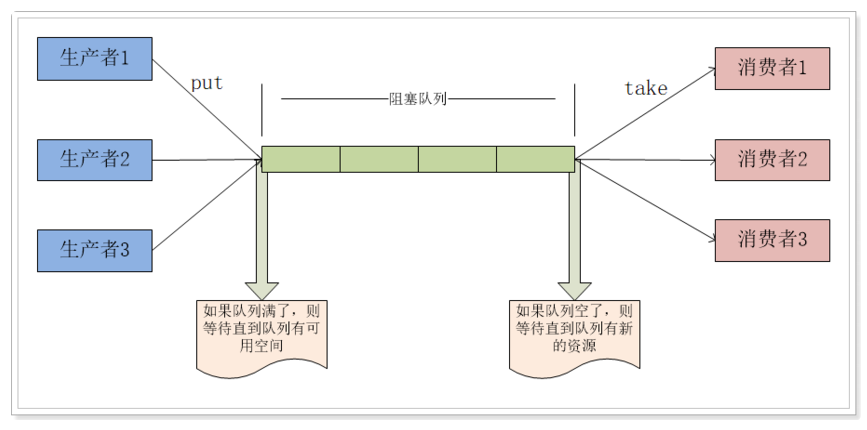 生产者1
put
阻塞队列
take
消费者1
生产者2
消费者2
生产者3
消费者3
如果队列满了，则
等待直到队列有可
用空间
如果队列空了，则
等待直到队列有新
的资源